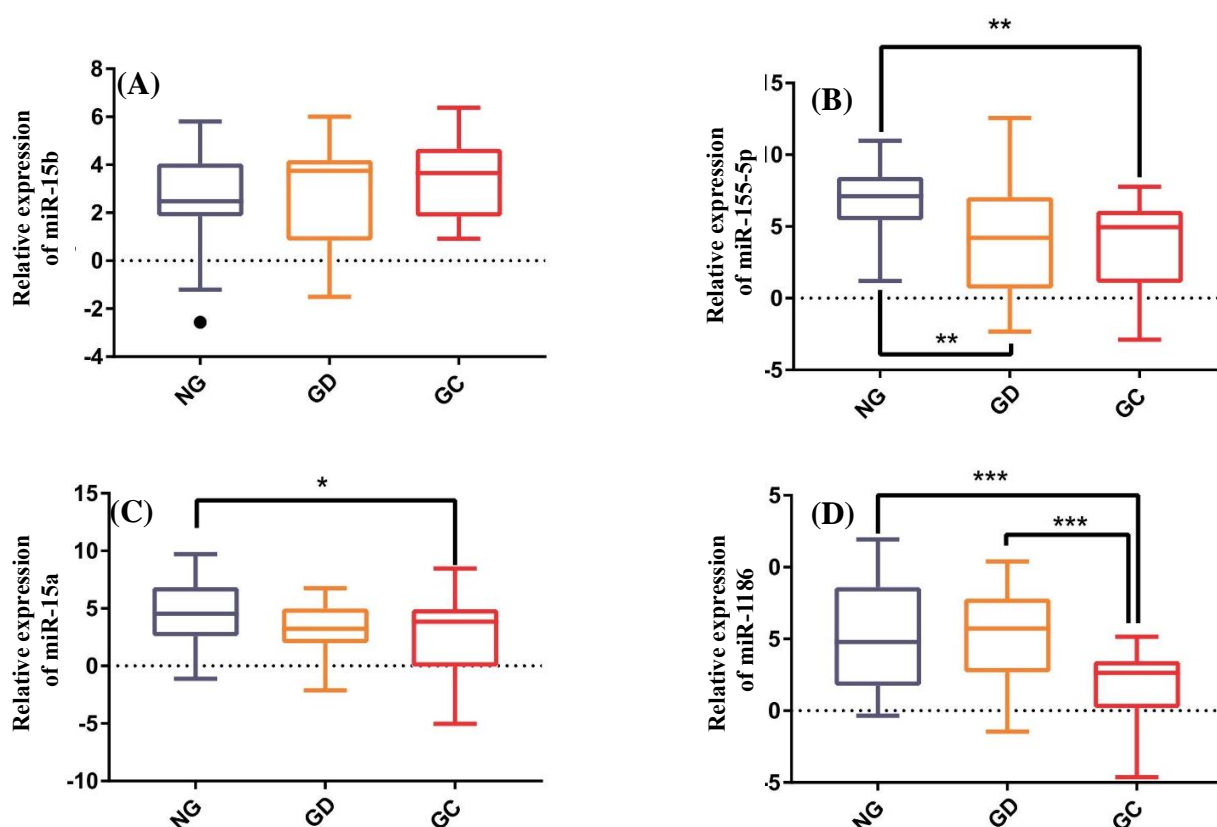 (A)
Relative expression
of miR-15b
8
6
4
2
0
-2
-4
NG
GD
GC
(B)
**
Relative expression
of miR-155-5p
15
10
5
0
-5
**
NG
GD
GC
(C)
*
Relative expression
of miR-15a
15
10
5
0
-5
-10
NG
GD
GC
(D)
***
***
Relative expression
of miR-1186
5
0
5
0
-5
NG
GD
GC